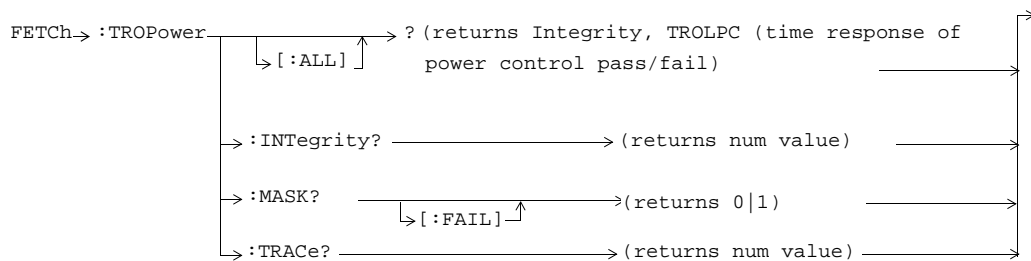 FETCh :TROPower ? (returns Integrity, TROLPC (time response of
[:ALL] power control pass/fail)
:INTegrity? (returns num value)
:MASK? (returns 0|1)
[:FAIL]
:TRACe? (returns num value)